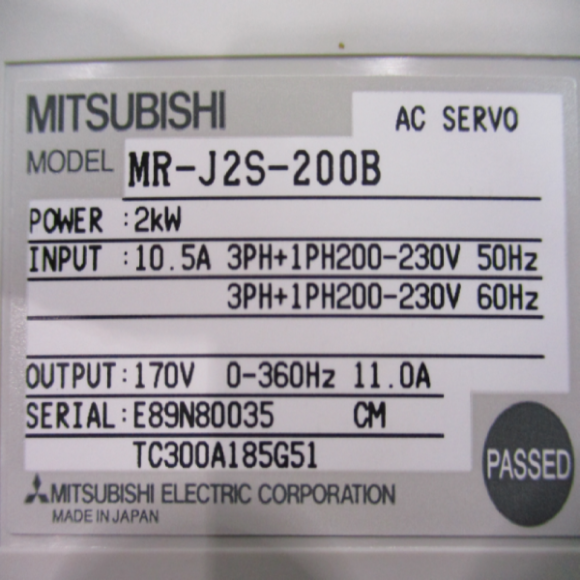 MITSUBISHI AC SERVO
MODEL MR-J2S-200B
POWER :2kW
INPUT :10.5A 3PH+1PH200-230V 50Hz
3PH+1PH200-230V 60Hz
OUTPUT:170V 0-360Hz 11.0A
SERIAL:E89N80035 CM
TC300A185G51
PASSED
MITSUBISHI ELECTRIC CORPORATION
MADE IN JAPAN